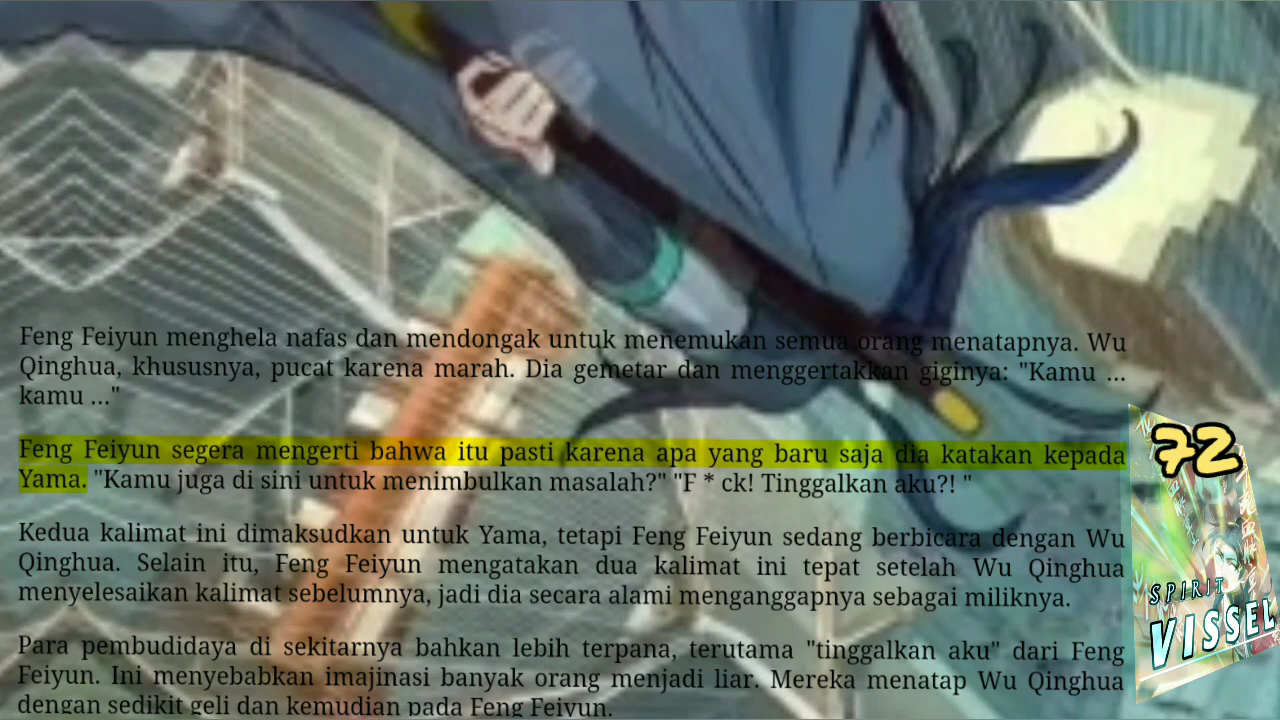 Feng Feiyun menghela nafas dan mendongak untuk menemukan semua orang menatapnya. Wu
Qinghua, khususnya, pucat karena marah. Dia gemetar dan menggertakkan giginya: "Kamu ...
kamu ..."
Feng Feiyun segera mengerti bahwa itu pasti karena apa yang baru saja dia katakan kepada
Yama. "Kamu juga di sini untuk menimbulkan masalah?" "F * ck! Tinggalkan aku?! "
Kedua kalimat ini dimaksudkan untuk Yama, tetapi Feng Feiyun sedang berbicara dengan Wu
Qinghua. Selain itu, Feng Feiyun mengatakan dua kalimat ini tepat setelah Wu Qinghua
menyelesaikan kalimat sebelumnya, jadi dia secara alami menganggapnya sebagai miliknya.
Para pembudidaya di sekitarnya bahkan lebih terpana, terutama "tinggalkan aku" dari Feng
Feiyun. Ini menyebabkan imajinasi banyak orang menjadi liar. Mereka menatap Wu Qinghua
dengan sedikit geli dan kemudian pada Feng Feiyun.
72
SPIRIT
VISSEL